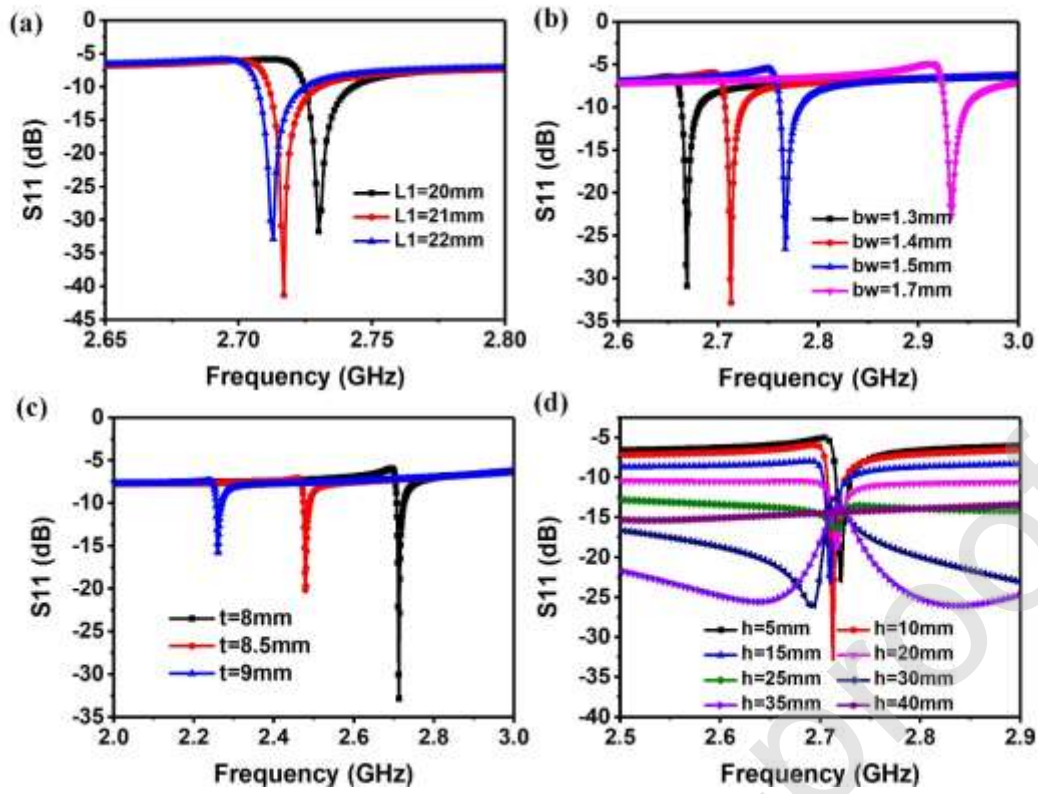 (a)
0
-5
-10
-15
-20
-25
-30
-35
-40
-45
S11 (dB)
L1=20mm
L1=21mm
L1=22mm
2.65 2.70 2.75 2.80
Frequency (GHz)
(b)
0
-5
-10
-15
-20
-25
-30
-35
S11 (dB)
bw=1.3mm
bw=1.4mm
bw=1.5mm
bw=1.7mm
2.6 2.7 2.8 2.9 3.0
Frequency (GHz)
(c)
0
-5
-10
-15
-20
-25
-30
-35
S11 (dB)
t=8mm
t=8.5mm
t=9mm
2.0 2.2 2.4 2.6 2.8 3.0
Frequency (GHz)
(d)
-5
-10
-15
-20
-25
-30
-35
-40
S11 (dB)
h=5mm h=10mm
h=15mm h=20mm
h=25mm h=30mm
h=35mm h=40mm
2.5 2.6 2.7 2.8 2.9
Frequency (GHz)
proof